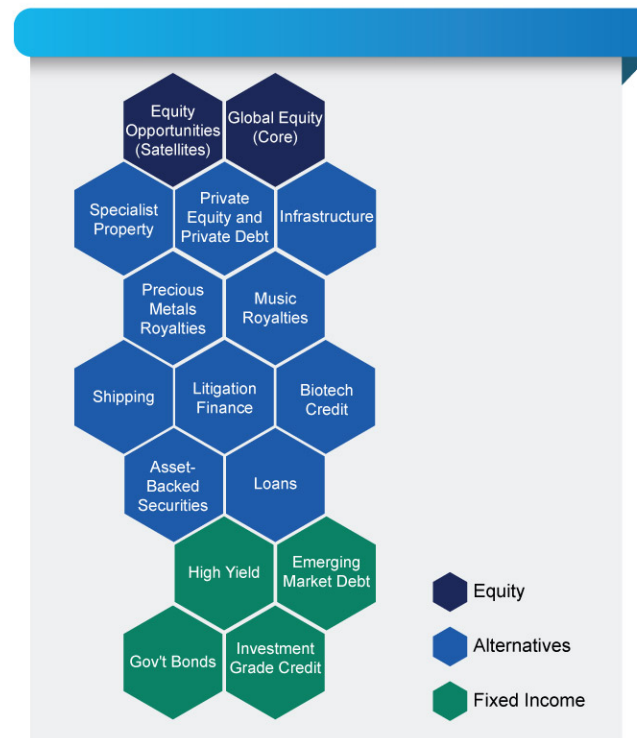 Equity
Opportunities
(Satellites)
Global Equity
(Core)
Specialist
Property
Private
Equity and
Private Debt
Infrastructure
Precious
Metals
Royalties
Music
Royalties
Shipping
Litigation
Finance
Biotech
Credit
Asset-
Backed
Securities
Loans
High Yield
Emerging
Market Debt
Gov't Bonds
Investment
Grade Credit
Equity
Alternatives
Fixed Income